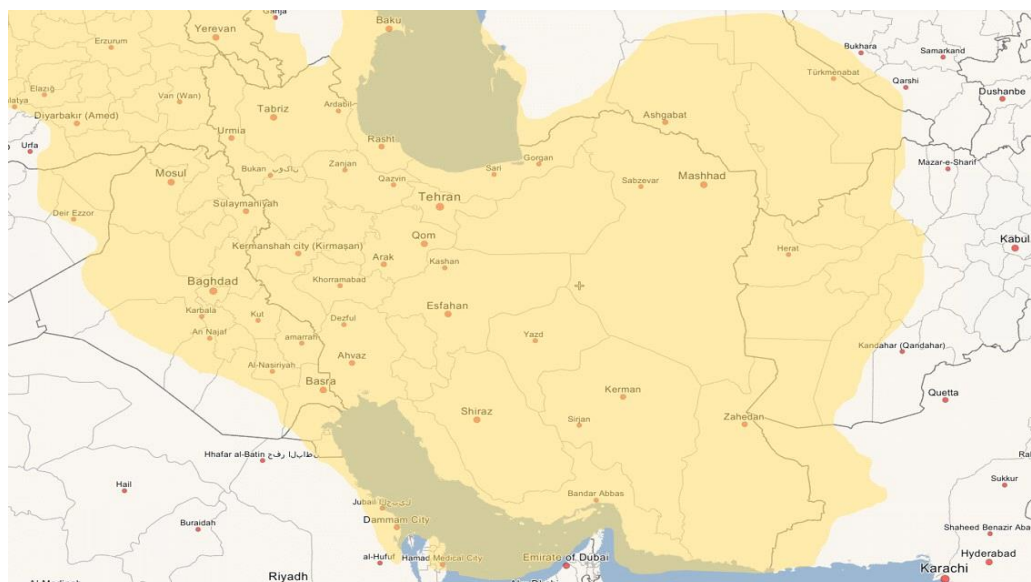 Ganja
Baku
Yerevan
Erzurum
Bukhara
Samarkand
Türkmenabat
Qarshi
Dushanbe
Elazığ
Van (Wan)
Diyarbakır (Amed)
Tabriz
Ardabil
Ashgabat
Urfa
Urmia
Rasht
Mosul
Bukan بۆکان
Zanjan
Qazvin
Sari
Gorgan
Sabzevar
Mashhad
Mazar-e-Sharif
Deir Ezzor
Sulaymaniyah
Tehran
Kermanshah city (Kirmaşan)
Qom
Arak
Kashan
Herat
Kabul
Baghdad
Khorramabad
Karbala
Kut
Dezful
Esfahan
An Najaf
amarrah
Yazd
Kandahar (Qandahar)
Al-Nasiriyah
Ahvaz
Basra
Kerman
Quetta
Shiraz
Sirjan
Zahedan
Hhafar al-Batin
Hail
Sukkur
Buraidah
Jubail
Bandar Abbas
Dammam City
Shaheed Benazir Aba
al-Hufuf
Hamad Medical City
Emirate of Dubai
Hyderabad
Riyadh
Karachi